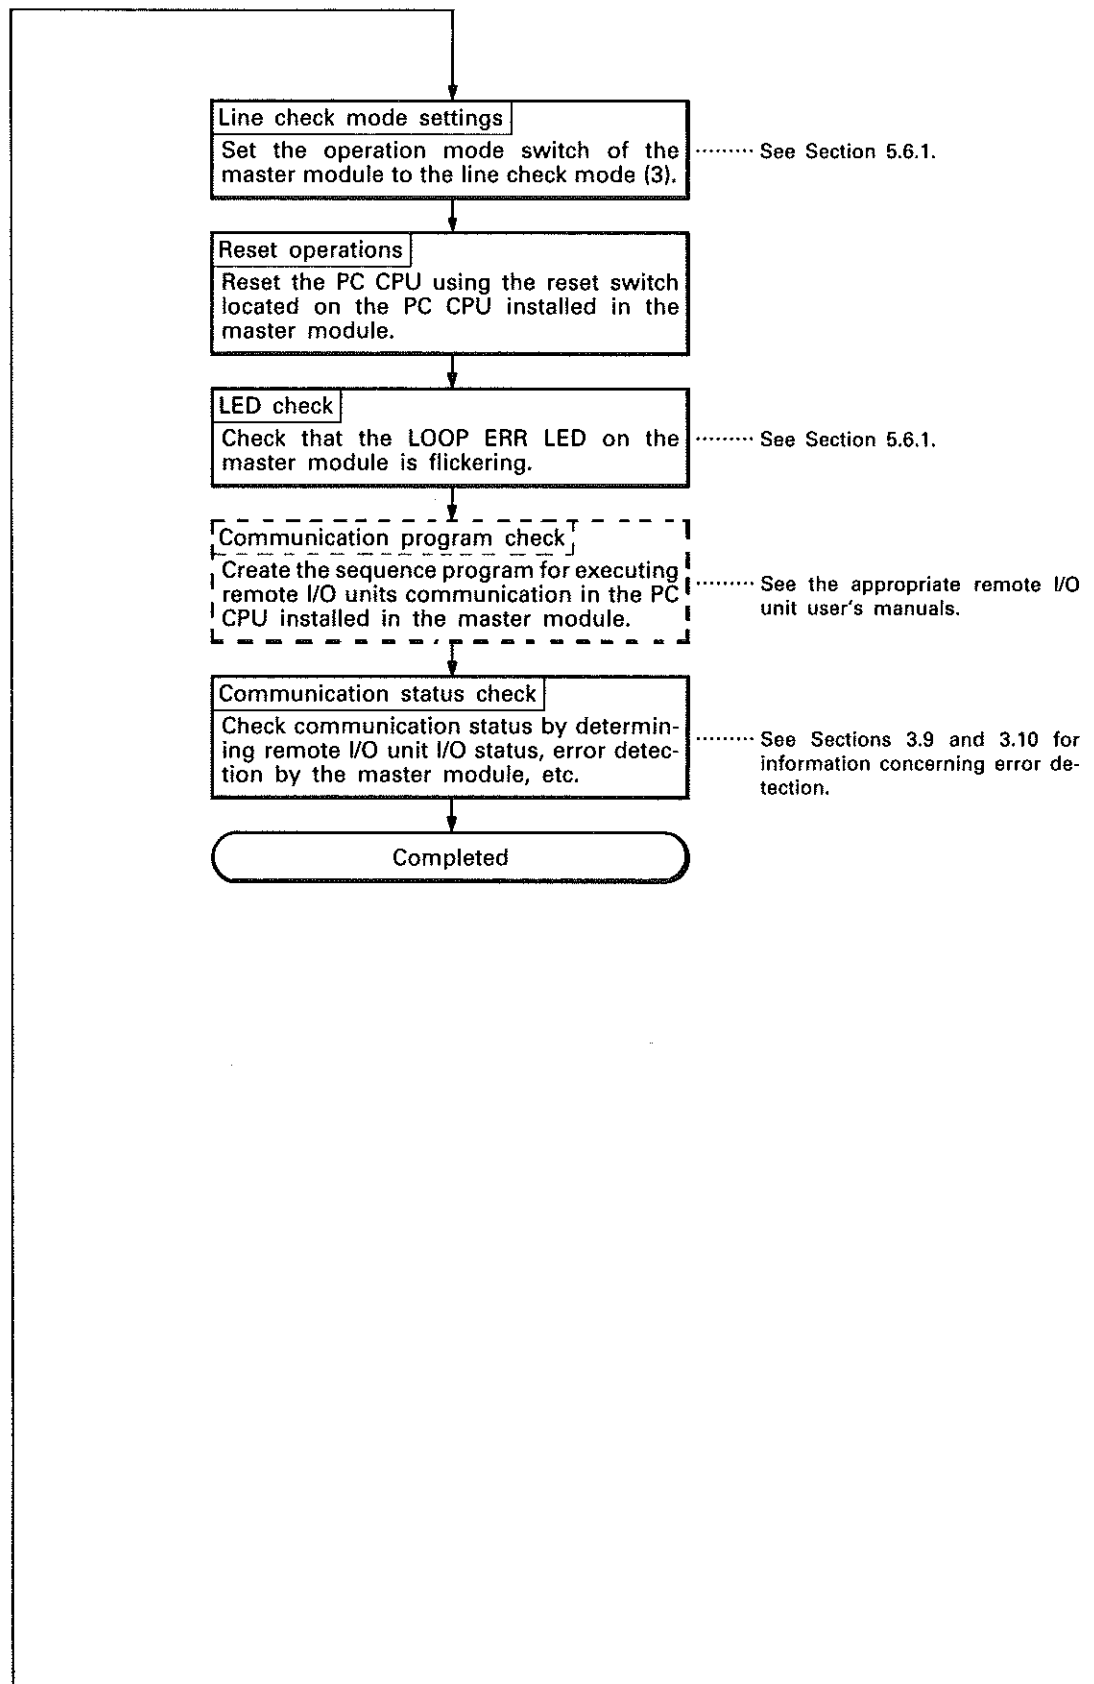 Line check mode settings
Set the operation mode switch of the
master module to the line check mode (3).
········· See Section 5.6.1.
Reset operations
Reset the PC CPU using the reset switch
located on the PC CPU installed in the
master module.
LED check
Check that the LOOP ERR LED on the
master module is flickering.
········· See Section 5.6.1.
Communication program check
Create the sequence program for executing
remote I/O units communication in the PC
CPU installed in the master module.
········· See the appropriate remote I/O
unit user's manuals.
Communication status check
Check communication status by determin-
ing remote I/O unit I/O status, error detec-
tion by the master module, etc.
········· See Sections 3.9 and 3.10 for
information concerning error de-
tection.
Completed